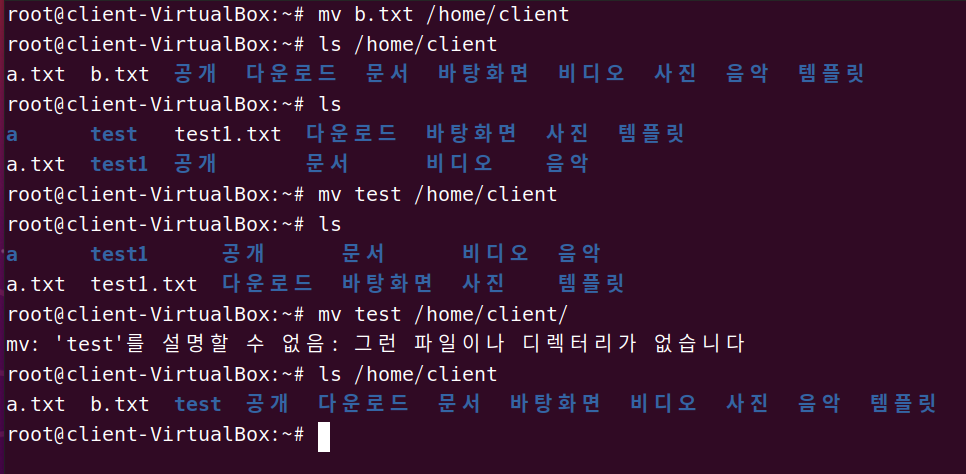 root@client-VirtualBox:~# mv b.txt /home/client
root@client-VirtualBox:~# ls /home/client
a.txt  b.txt  공개  다운로드  문서  바탕화면  비디오  사진  음악  템플릿
root@client-VirtualBox:~# ls
a      test   test1.txt  다운로드  바탕화면  사진  템플릿
a.txt  test1  공개       문서      비디오    음악
root@client-VirtualBox:~# mv test /home/client
root@client-VirtualBox:~# ls
a      test1      공개      문서      비디오  음악
a.txt  test1.txt  다운로드  바탕화면  사진    템플릿
root@client-VirtualBox:~# mv test /home/client/
mv: 'test'를 설명할 수 없음: 그런 파일이나 디렉터리가 없습니다
root@client-VirtualBox:~# ls /home/client
a.txt  b.txt  test  공개  다운로드  문서  바탕화면  비디오  사진  음악  템플릿
root@client-VirtualBox:~#